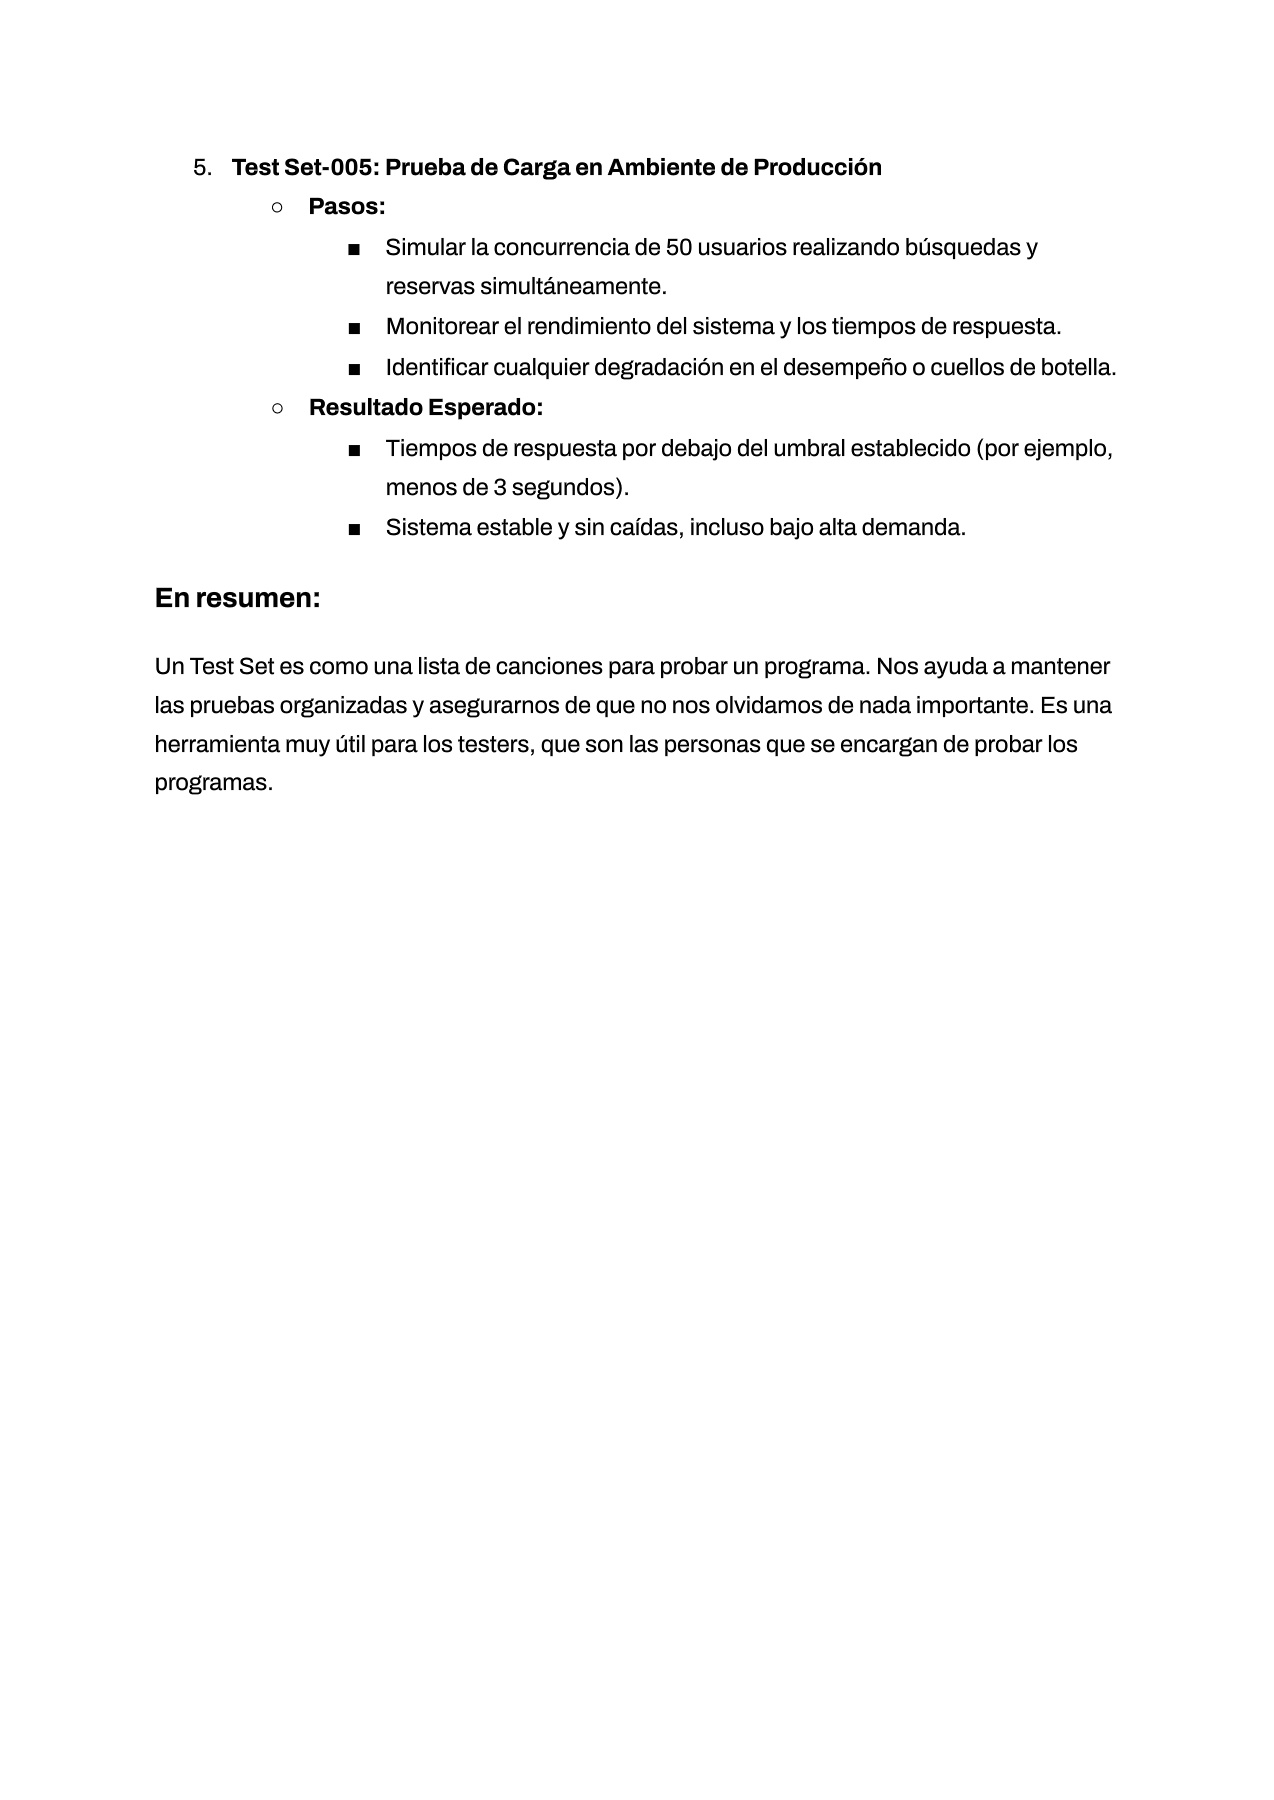 5. Test Set-005: Prueba de Carga en Ambiente de Producción
○ Pasos:
■ Simular la concurrencia de 50 usuarios realizando búsquedas y
reservas simultáneamente.
■ Monitorear el rendimiento del sistema y los tiempos de respuesta.
■ Identificar cualquier degradación en el desempeño o cuellos de botella.
○ Resultado Esperado:
■ Tiempos de respuesta por debajo del umbral establecido (por ejemplo,
menos de 3 segundos).
■ Sistema estable y sin caídas, incluso bajo alta demanda.
En resumen:
Un Test Set es como una lista de canciones para probar un programa. Nos ayuda a mantener
las pruebas organizadas y asegurarnos de que no nos olvidamos de nada importante. Es una
herramienta muy útil para los testers, que son las personas que se encargan de probar los
programas.